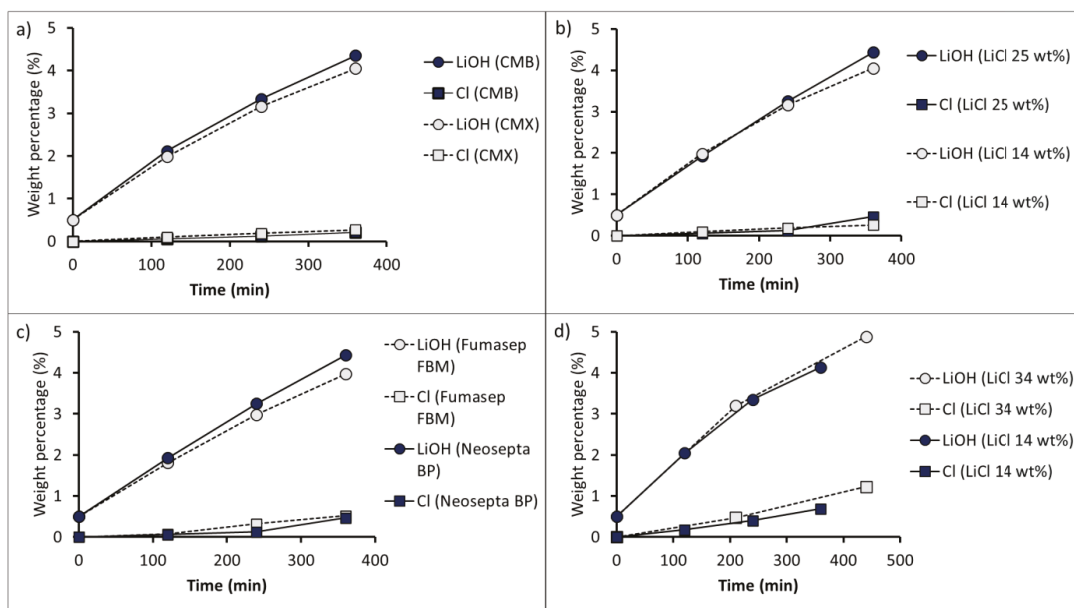 a)
Weight percentage (%)
5
4
3
2
1
0
0 100 200 300 400
Time (min)
LiOH (CMB)
Cl (CMB)
LiOH (CMX)
Cl (CMX)
b)
Weight percentage (%)
5
4
3
2
1
0
0 100 200 300 400
Time (min)
LiOH (LiCl 25 wt%)
Cl (LiCl 25 wt%)
LiOH (LiCl 14 wt%)
Cl (LiCl 14 wt%)
c)
Weight percentage (%)
5
4
3
2
1
0
0 100 200 300 400
Time (min)
LiOH (Fumasep
FBM)
Cl (Fumasep
FBM)
LiOH (Neosepta
BP)
Cl (Neosepta BP)
d)
Weight percentage (%)
5
4
3
2
1
0
0 100 200 300 400 500
Time (min)
LiOH (LiCl 34 wt%)
Cl (LiCl 34 wt%)
LiOH (LiCl 14 wt%)
Cl (LiCl 14 wt%)